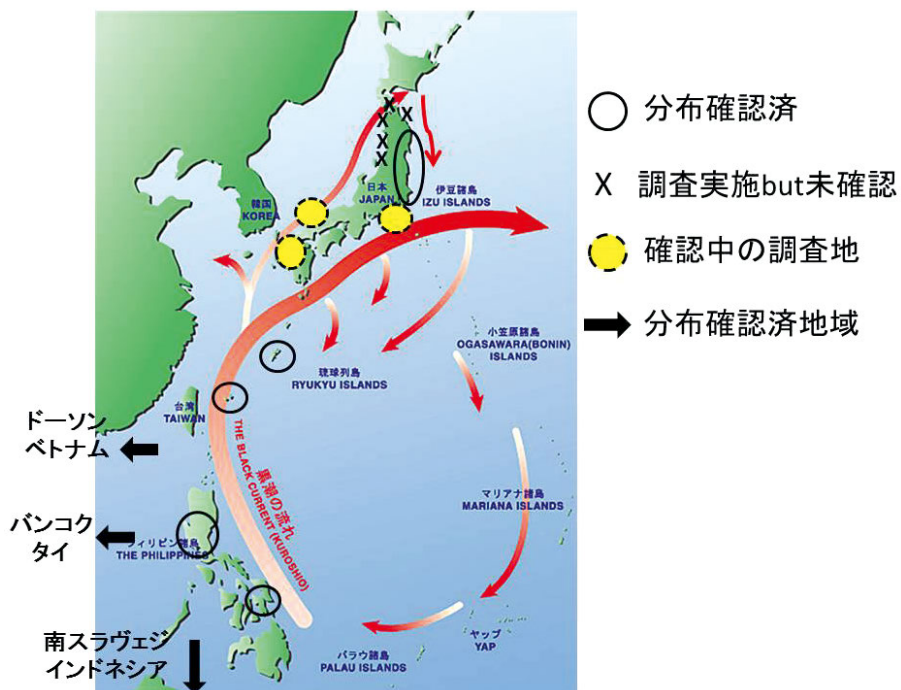 分布確認済
X 調査実施but未確認
確認中の調査地
分布確認済地域
X
X
X
X
X
日本
JAPAN
伊豆諸島
IZU ISLANDS
韓国
KOREA
小笠原諸島
OGASAWARA(BONIN)
ISLANDS
琉球列島
RYUKYU ISLANDS
台湾
TAIWAN
ドーソン
ベトナム
黒潮の流れ
THE BLACK CURRENT (KUROSHIO)
マリアナ諸島
MARIANA ISLANDS
バンコク
タイ
フィリピン諸島
THE PHILIPPINES
南スラヴェジ
インドネシア
ヤップ
YAP
パラウ諸島
PALAU ISLANDS